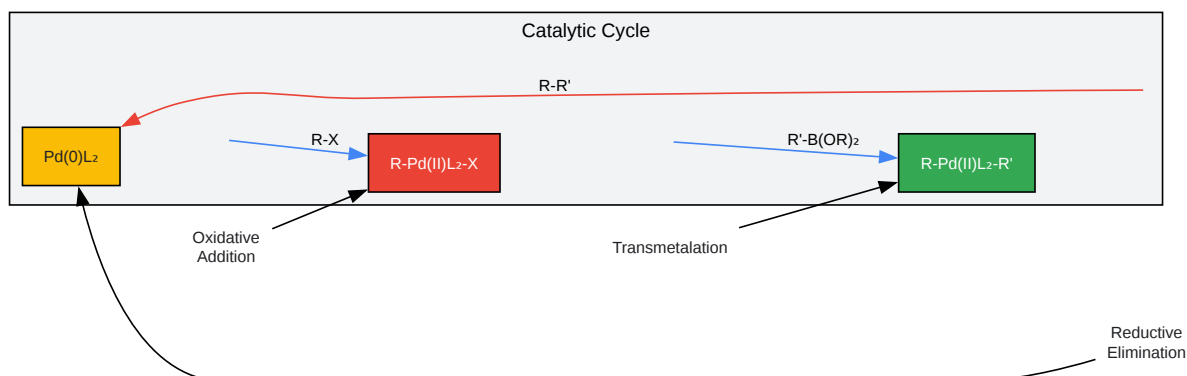 Catalytic Cycle
R-R'
Pd(0)L₂
R-X
R-Pd(II)L₂-X
R'-B(OR)₂
R-Pd(II)L₂-R'
Oxidative
Addition
Transmetalation
Reductive
Elimination